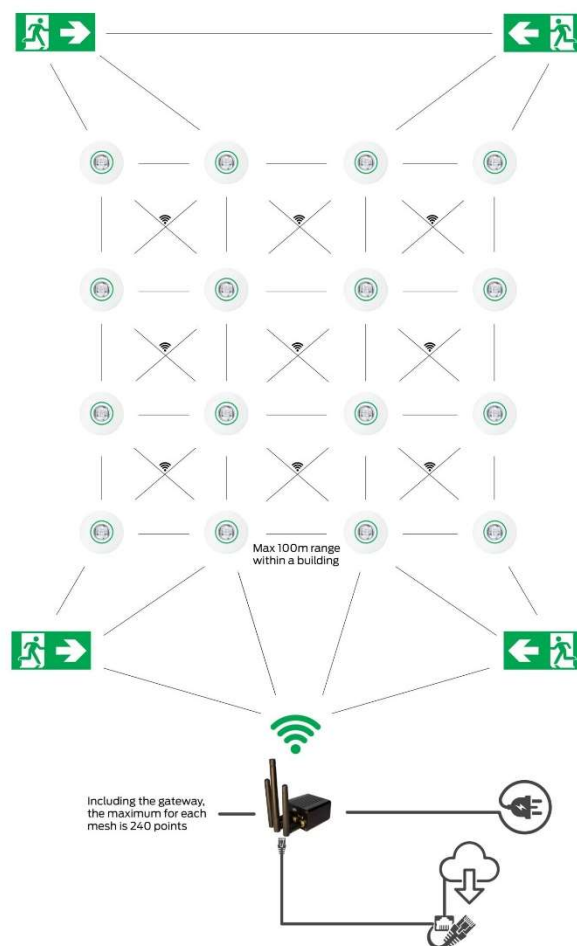 Max 100m range
within a building
Including the gateway,
the maximum for each
mesh is 240 points